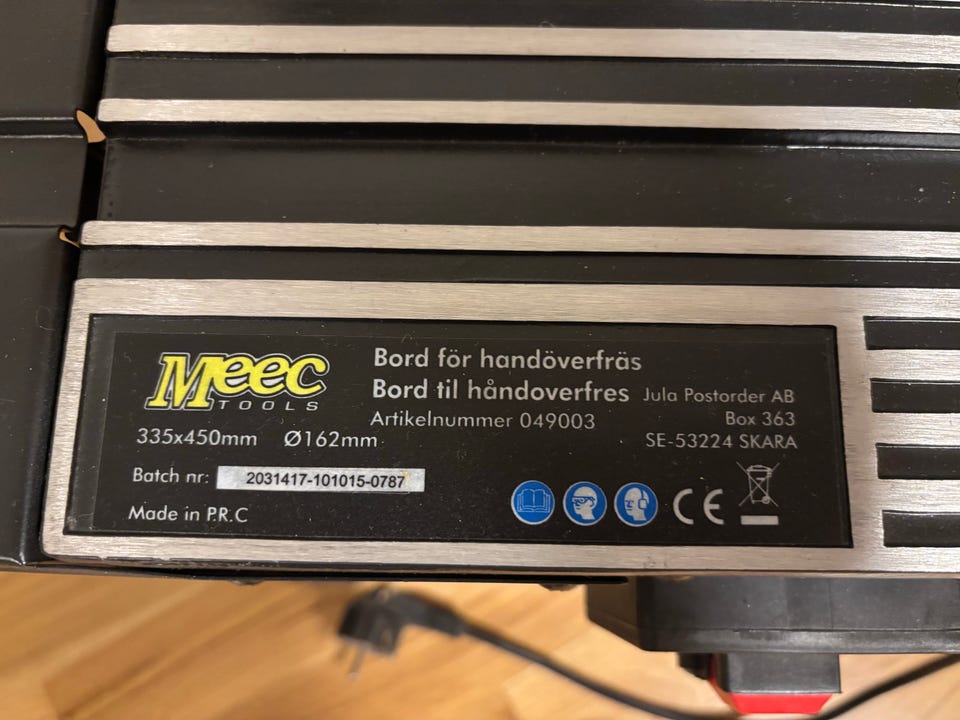 Meec
TOOLS
335x450mm Ø162mm
Batch nr: 2031417-101015-0787
Made in P.R.C
Bord för handöverfräs
Bord til håndoverfres
Artikelnummer 049003
Jula Postorder AB
Box 363
SE-53224 SKARA
CE